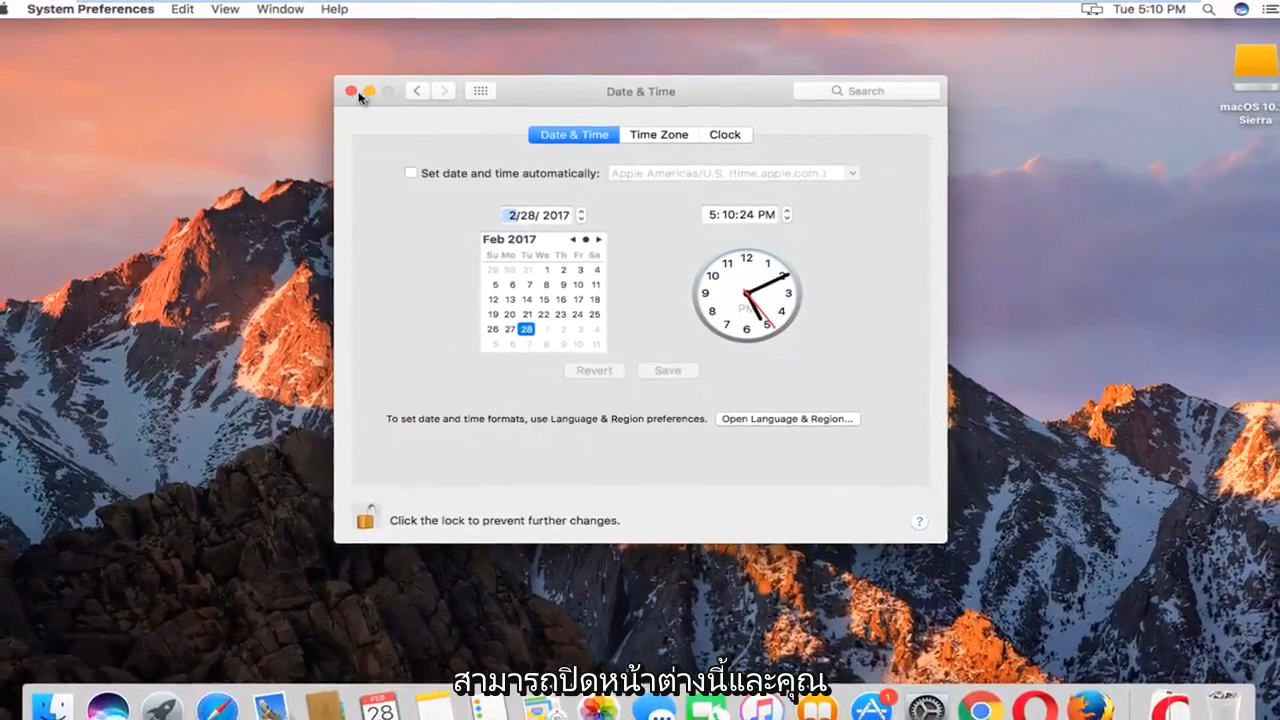 System Preferences Edit View Window Help Tue 5:10 PM
macOS 10.
Sierra
Date & Time Search
Date & Time Time Zone Clock
Set date and time automatically: Apple Americas/U.S. (time.apple.com.)
2/28/ 2017 5: 10:24 PM
Feb 2017
Su Mo Tu We Th Fr Sa
29 30 31 1 2 3 4
5 6 7 8 9 10 11
12 13 14 15 16 17 18
19 20 21 22 23 24 25
26 27 28 1 2 3 4
5 6 7 8 9 10 11
12 1 2 3 4 5 6 7 8 9 10 11
PM
Revert Save
To set date and time formats, use Language & Region preferences. Open Language & Region...
Click the lock to prevent further changes. ?
สามารถปิดหน้าต่างนี้และคุณ
FEB
28
1